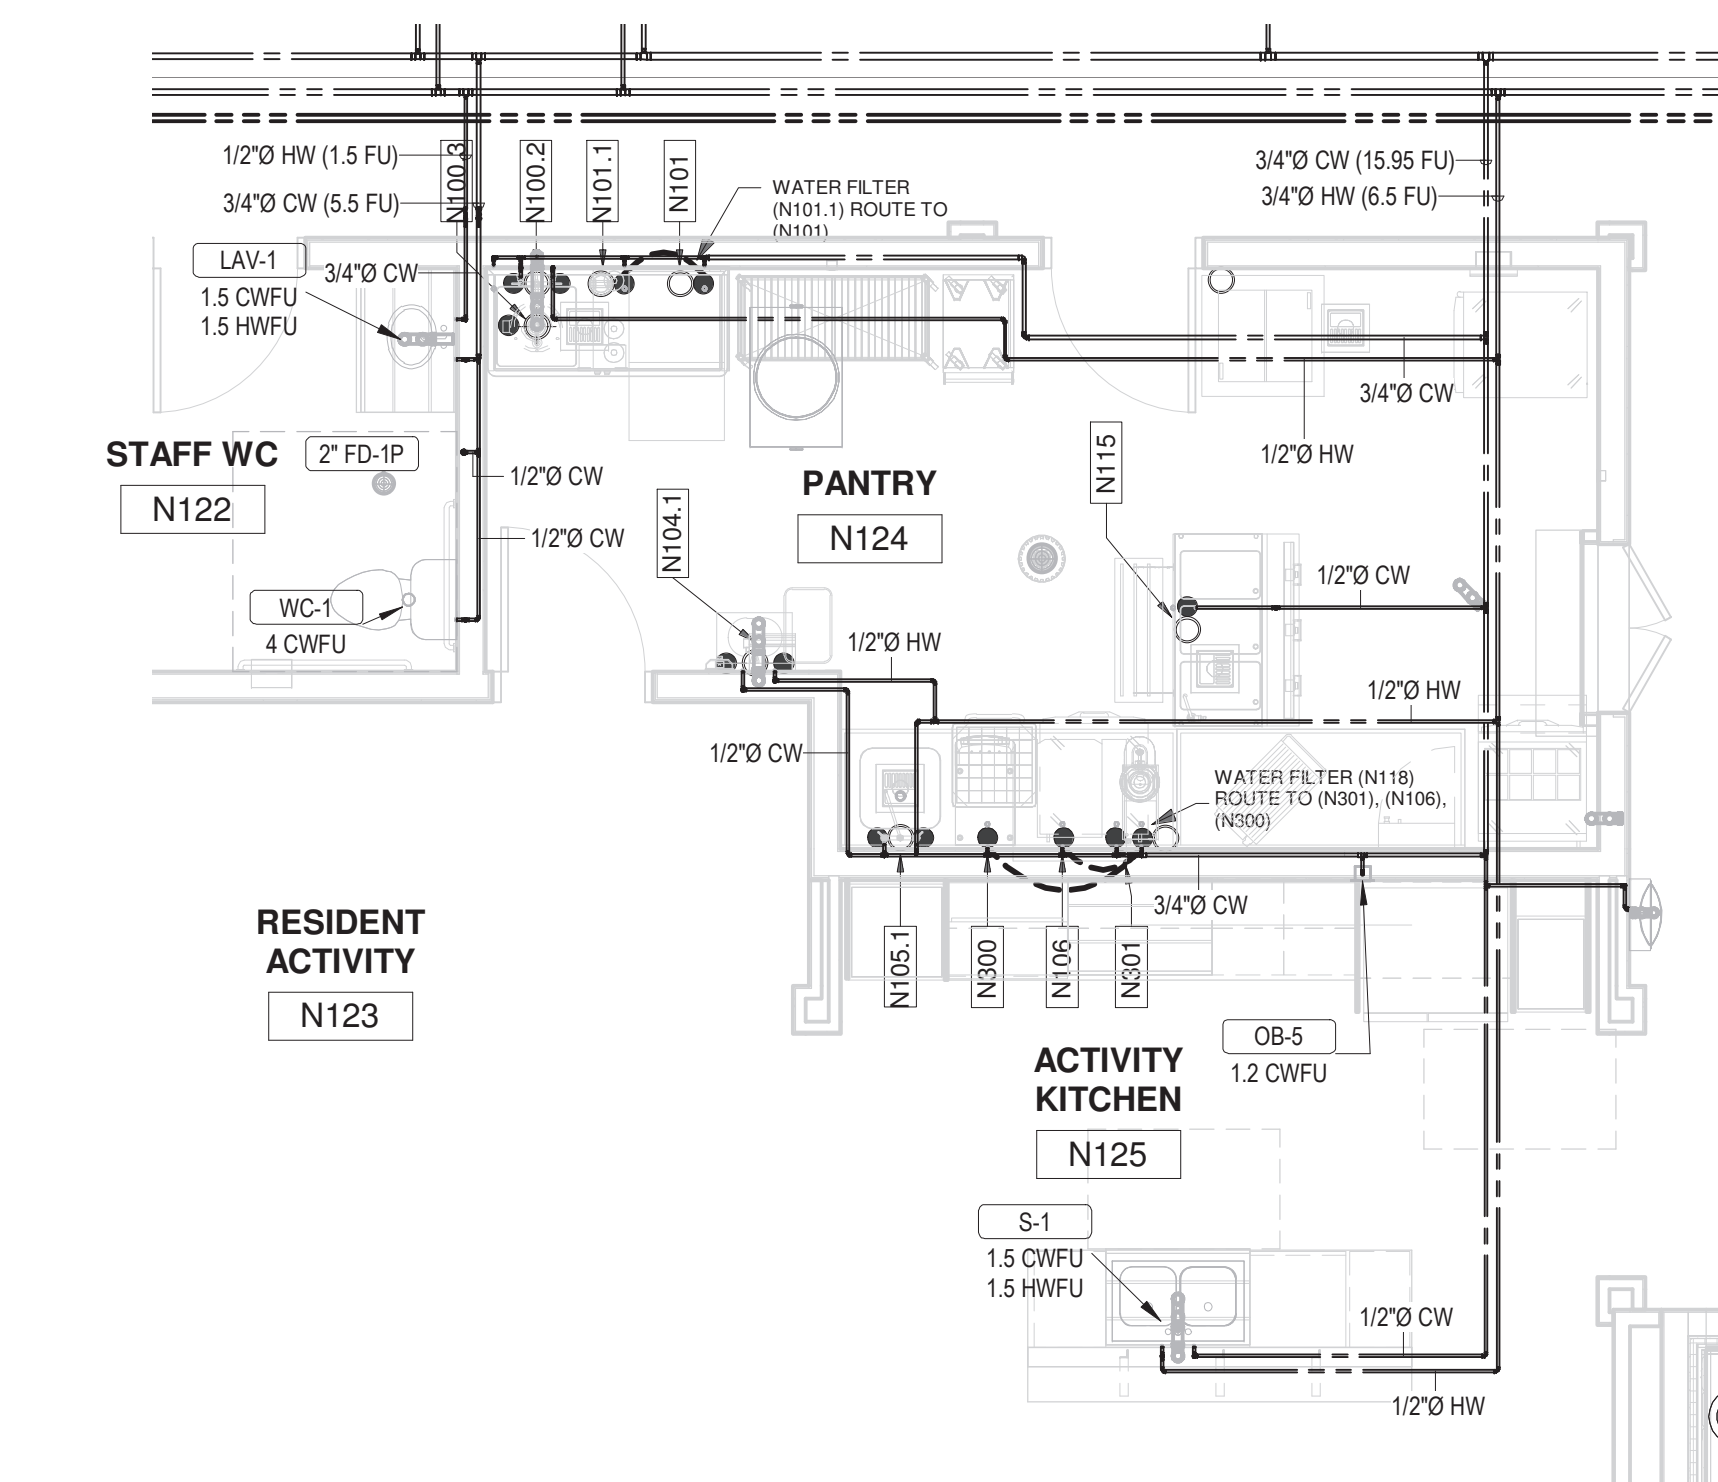 1/2"Ø HW (1.5 FU)
3/4"Ø CW (5.5 FU)
N100.3
N100.2
N101.1
N101
WATER FILTER
(N101.1) ROUTE TO
(N101)
3/4"Ø CW (15.95 FU)
3/4"Ø HW (6.5 FU)
LAV-1
1.5 CWFU
1.5 HWFU
3/4"Ø CW
3/4"Ø CW
1/2"Ø HW
STAFF WC
N122
2" FD-1P
1/2"Ø CW
1/2"Ø CW
WC-1
4 CWFU
PANTRY
N124
N104.1
N115
1/2"Ø CW
1/2"Ø HW
1/2"Ø HW
1/2"Ø CW
WATER FILTER (N118)
ROUTE TO (N301), (N106),
(N300)
3/4"Ø CW
N105.1
N300
N106
N301
RESIDENT
ACTIVITY
N123
OB-5
1.2 CWFU
ACTIVITY
KITCHEN
N125
S-1
1.5 CWFU
1.5 HWFU
1/2"Ø CW
1/2"Ø HW